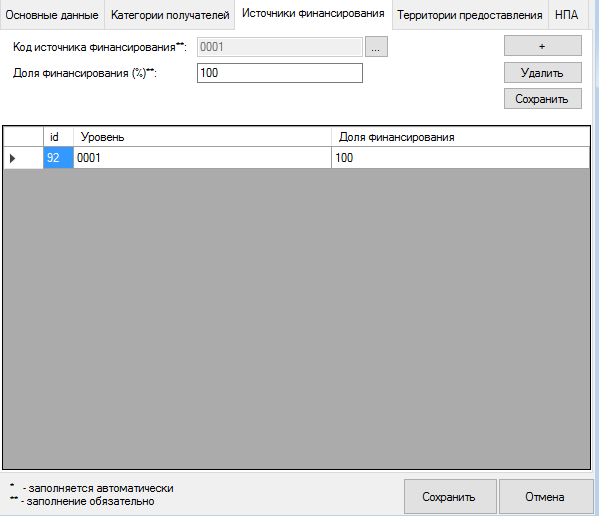 Основные данные Категории получателей Источники финансирования Территории предоставления НПА
Код источника финансирования**: 0001 ... +
Доля финансирования (%)**: 100 Удалить
Сохранить
id Уровень Доля финансирования
92 0001 100
* - заполняется автоматически
** - заполнение обязательно
Сохранить Отмена